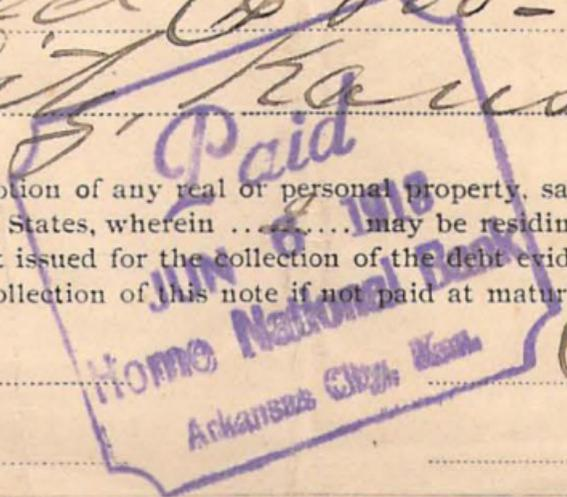 Kan
Paid
ption of any real or personal property, sa
States, wherein ........ may be residin
t issued for the collection of the debt evid
ollection of this note if not paid at matur
JUN 6 1918
Home National Bank
Arkansas City, Kan.